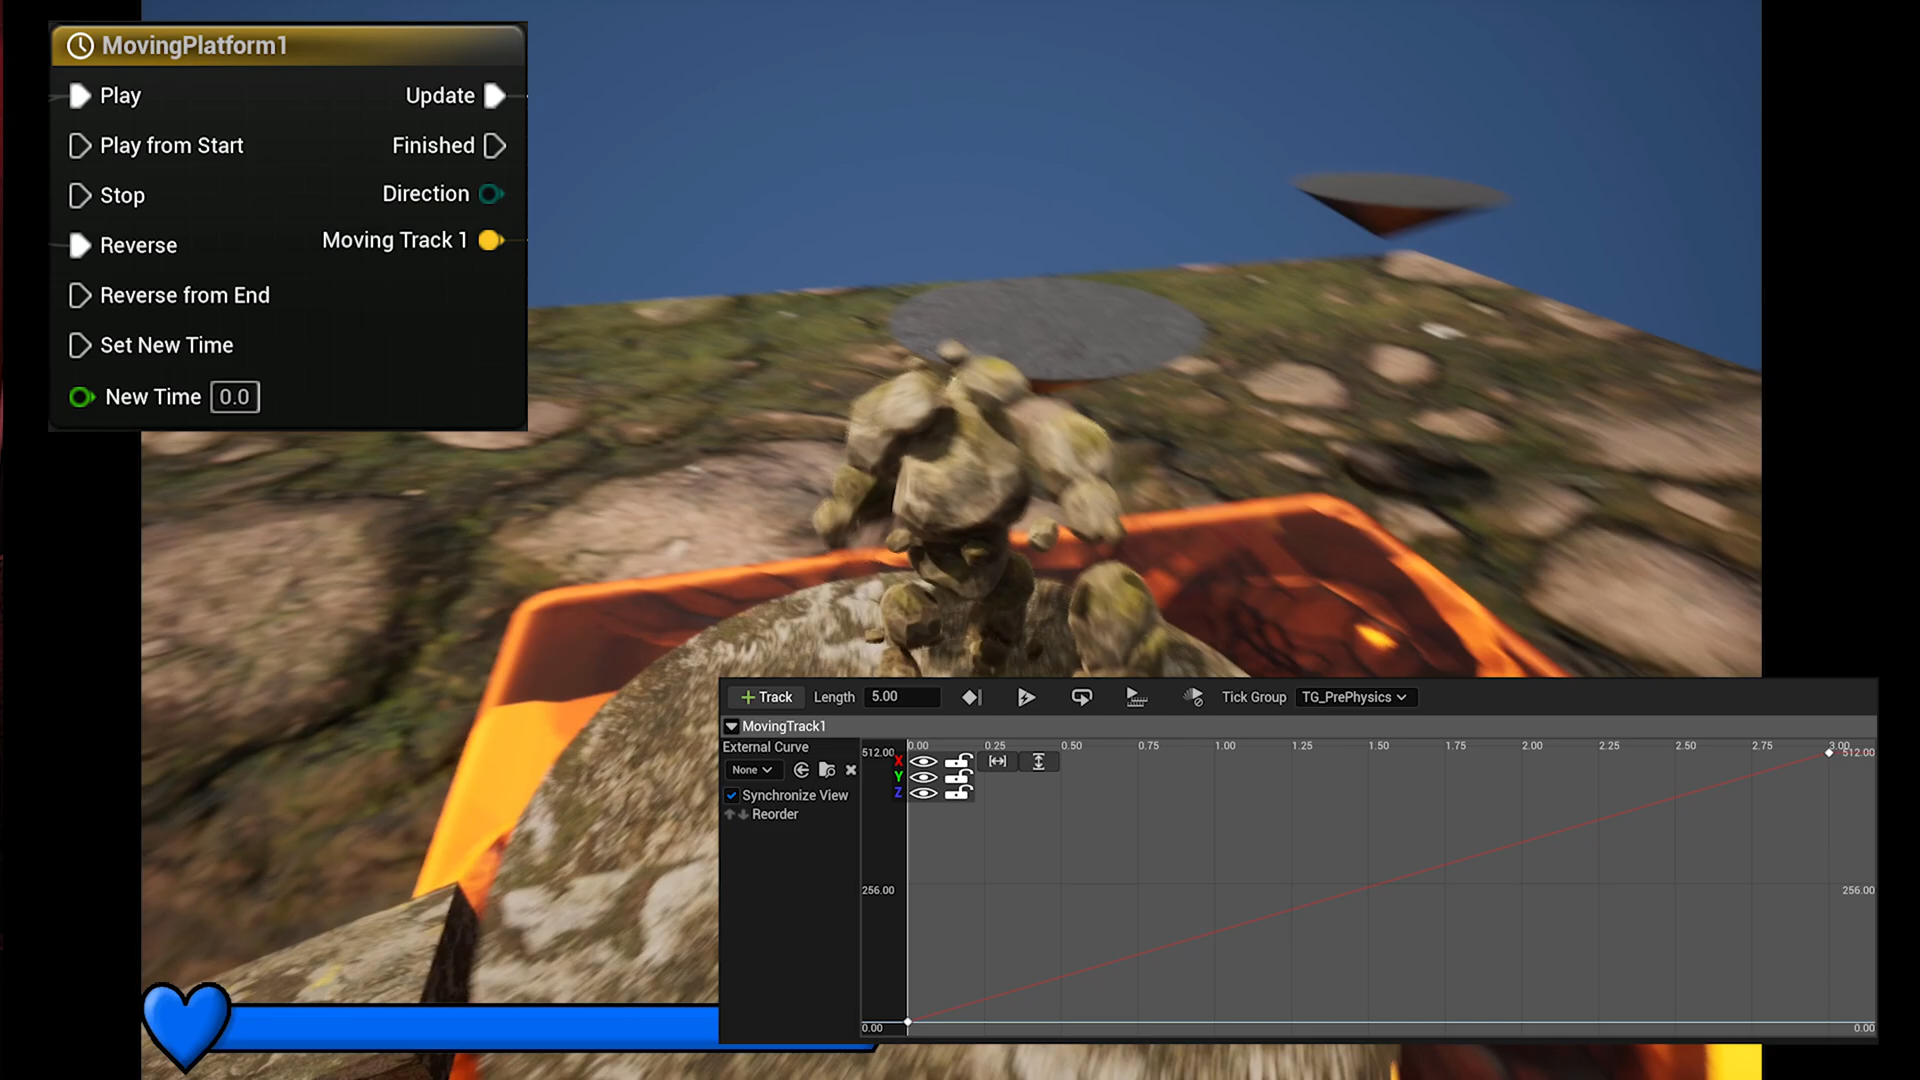 MovingPlatform1
Play
Update
Play from Start
Finished
Stop
Direction
Reverse
Moving Track 1
Reverse from End
Set New Time
New Time 0.0
+ Track Length 5.00 Tick Group TG_PrePhysics
MovingTrack1
External Curve
None
Synchronize View
Reorder
0.00 0.25 0.50 0.75 1.00 1.25 1.50 1.75 2.00 2.25 2.50 2.75 3.00
512.00 512.00
X
Y
Z
256.00 256.00
0.00 0.00